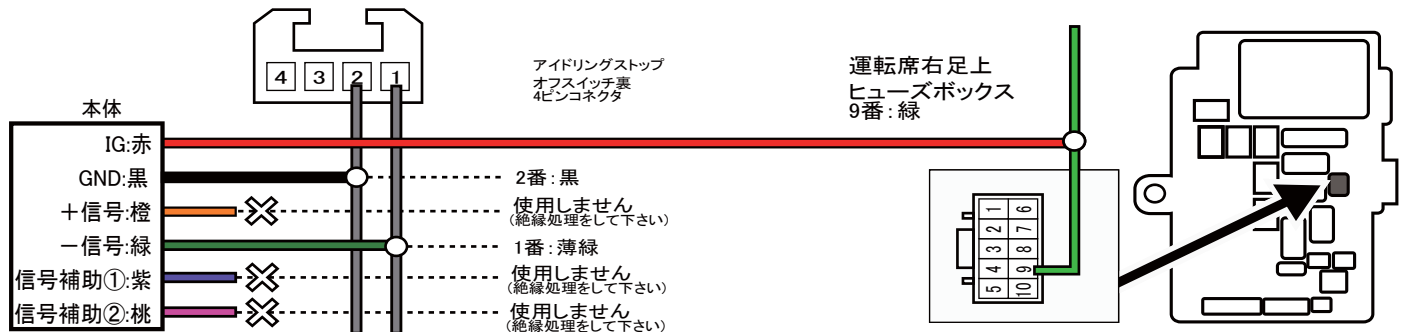 4 3 2 1
アイドリングストップ
オフスイッチ裏
4ピンコネクタ
運転席右足上
ヒューズボックス
9番:緑
本体
IG:赤
GND:黒
2番:黒
+信号:橙
使用しません
(絶縁処理をして下さい)
-信号:緑
1番:薄緑
信号補助①:紫
使用しません
(絶縁処理をして下さい)
信号補助②:桃
使用しません
(絶縁処理をして下さい)
1 6
2 7
3 8
4 9
5 10